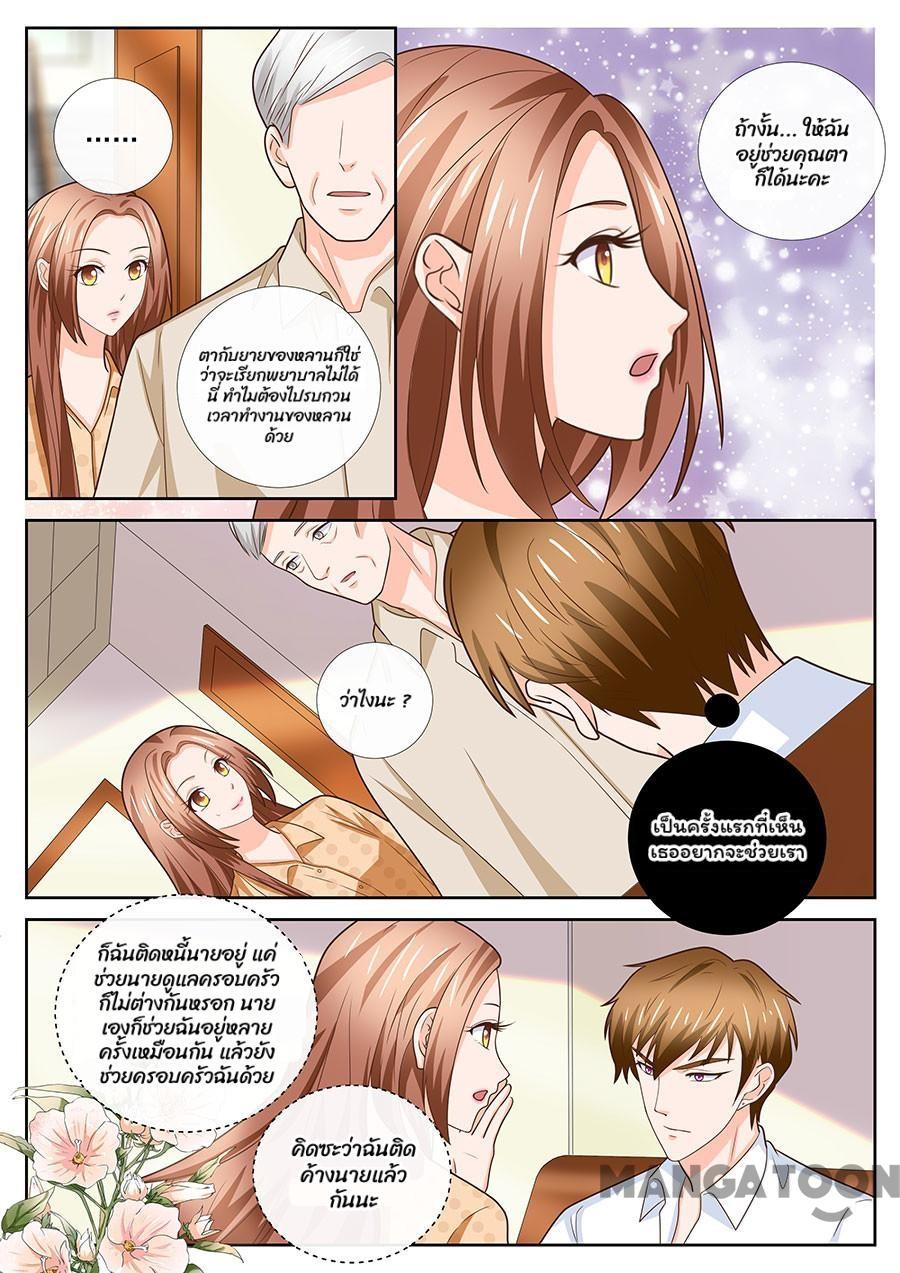 ......
ตากับยายของหลานก็ใช่
ว่าจะเรียกพยาบาลไม่ได้
นี่ ทำไมต้องไปรบกวน
เวลาทำงานของหลาน
ด้วย
ถ้างั้น... ให้ฉัน
อยู่ช่วยคุณตา
ก็ได้นะคะ
ว่าไงนะ ?
เป็นครั้งแรกที่เห็น
เธออยากจะช่วยเรา
ก็ฉันติดหนี้นายอยู่ แค่
ช่วยนายดูแลครอบครัว
ก็ไม่ต่างกันหรอก นาย
เองก็ช่วยฉันอยู่หลาย
ครั้งเหมือนกัน แล้วยัง
ช่วยครอบครัวฉันด้วย
คิดซะว่าฉันติด
ค้างนายแล้ว
กันนะ
MANGATOON